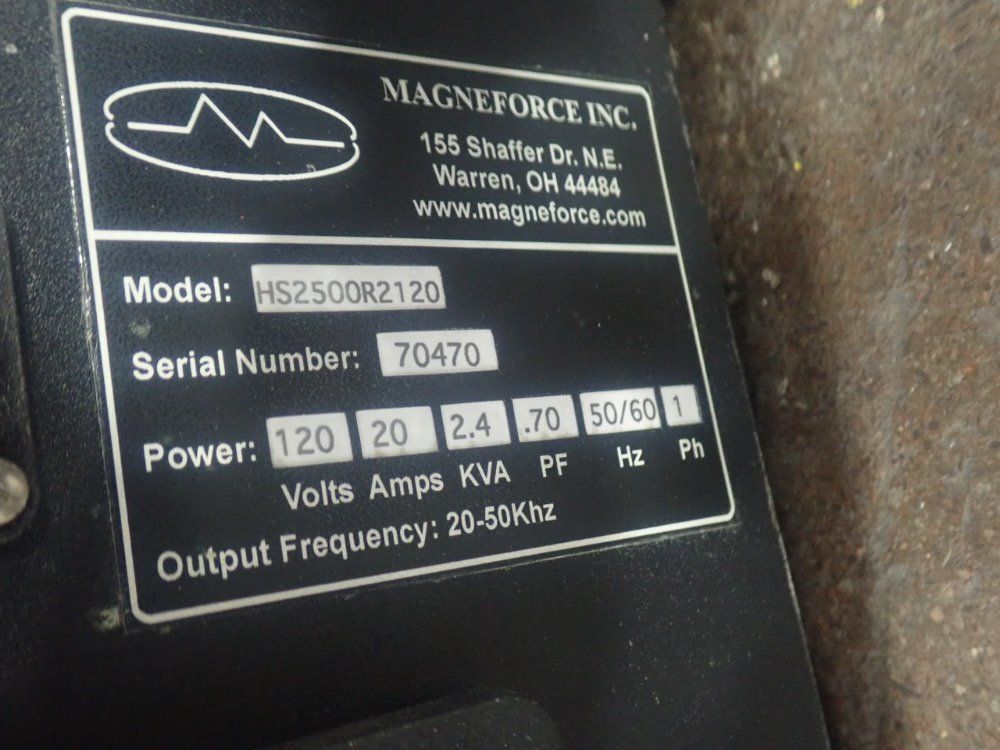 MAGNEFORCE INC.
155 Shaffer Dr. N.E.
Warren, OH 44484
www.magneforce.com
Model: HS2500R2120
Serial Number: 70470
Power: 120 20 2.4 .70 50/60 1
Volts Amps KVA PF Hz Ph
Output Frequency: 20-50Khz